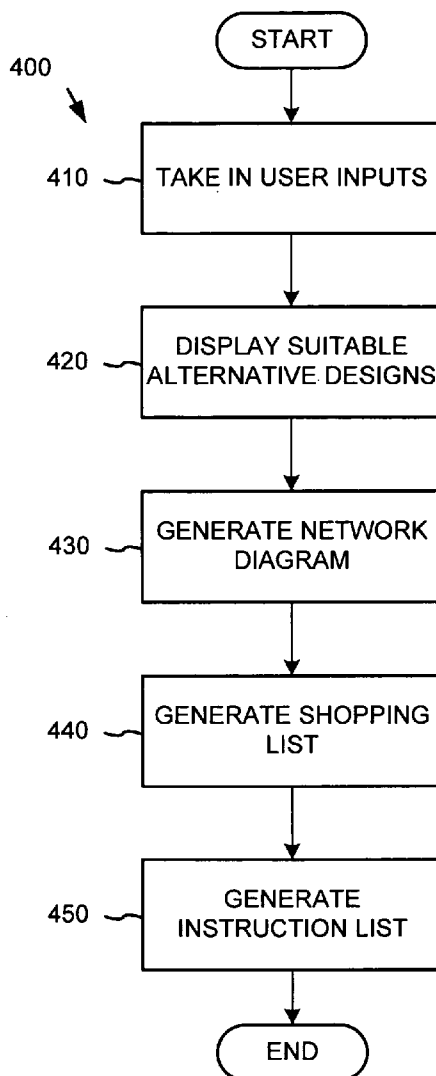 START
400
410
TAKE IN USER INPUTS
420
DISPLAY SUITABLE
ALTERNATIVE DESIGNS
430
GENERATE NETWORK
DIAGRAM
440
GENERATE SHOPPING
LIST
450
GENERATE
INSTRUCTION LIST
END